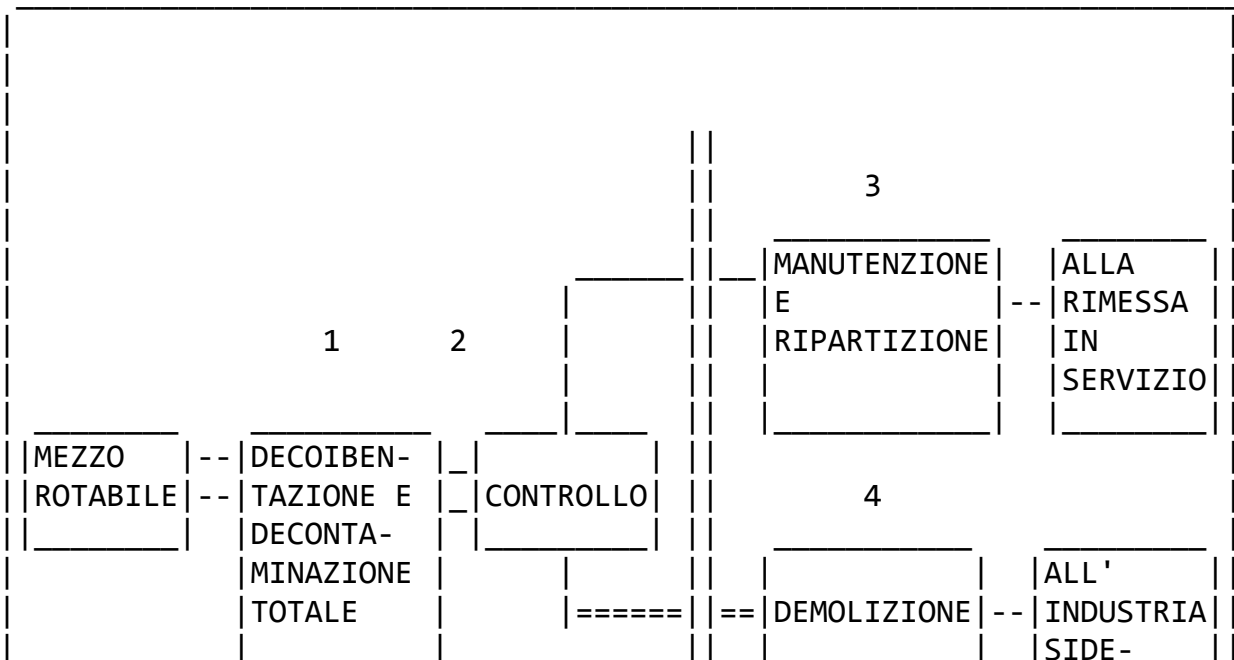 3
MANUTENZIONE
E
RIPARTIZIONE
ALLA
RIMESSA
IN
SERVIZIO
1
2
MEZZO
ROTABILE
DECOIBEN-
TAZIONE E
DECONTA-
MINAZIONE
TOTALE
CONTROLLO
4
DEMOLIZIONE
ALL'
INDUSTRIA
SIDE-